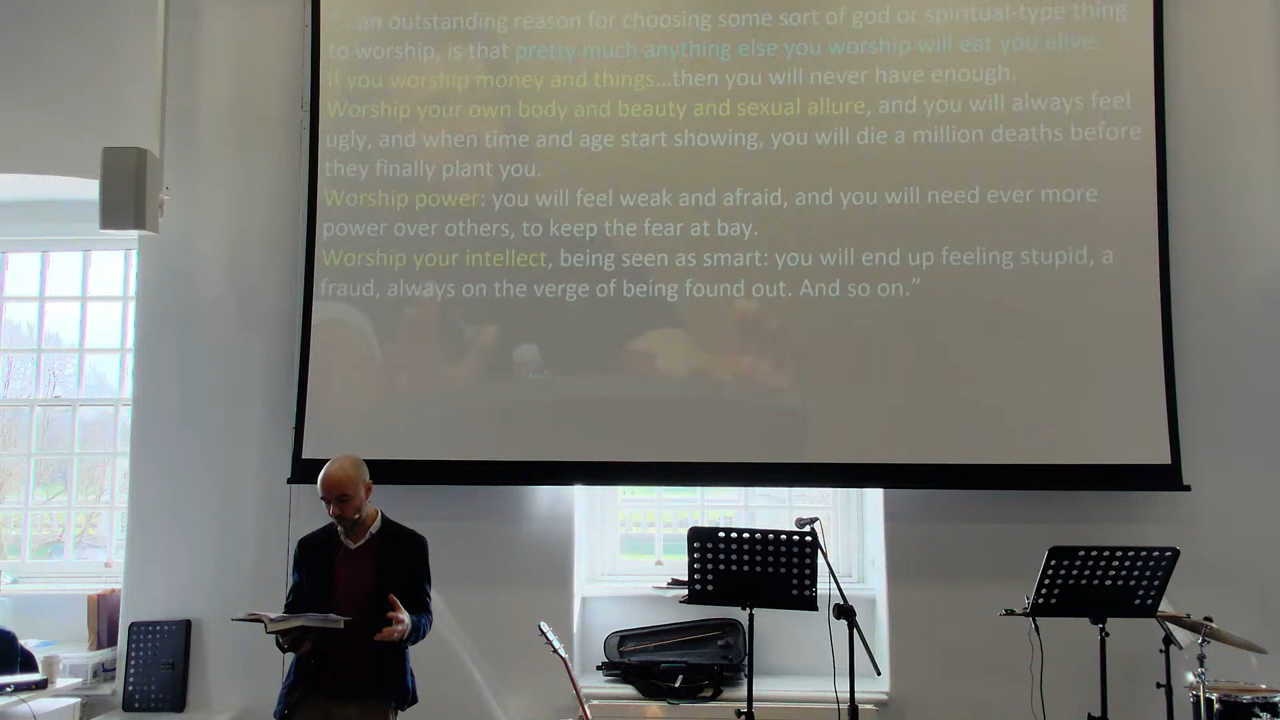 "...an outstanding reason for choosing some sort of god or spiritual-type thing
to worship, is that pretty much anything else you worship will eat you alive.
If you worship money and things...then you will never have enough.
Worship your own body and beauty and sexual allure, and you will always feel
ugly, and when time and age start showing, you will die a million deaths before
they finally plant you.
Worship power: you will feel weak and afraid, and you will need ever more
power over others, to keep the fear at bay.
Worship your intellect, being seen as smart: you will end up feeling stupid, a
fraud, always on the verge of being found out. And so on."